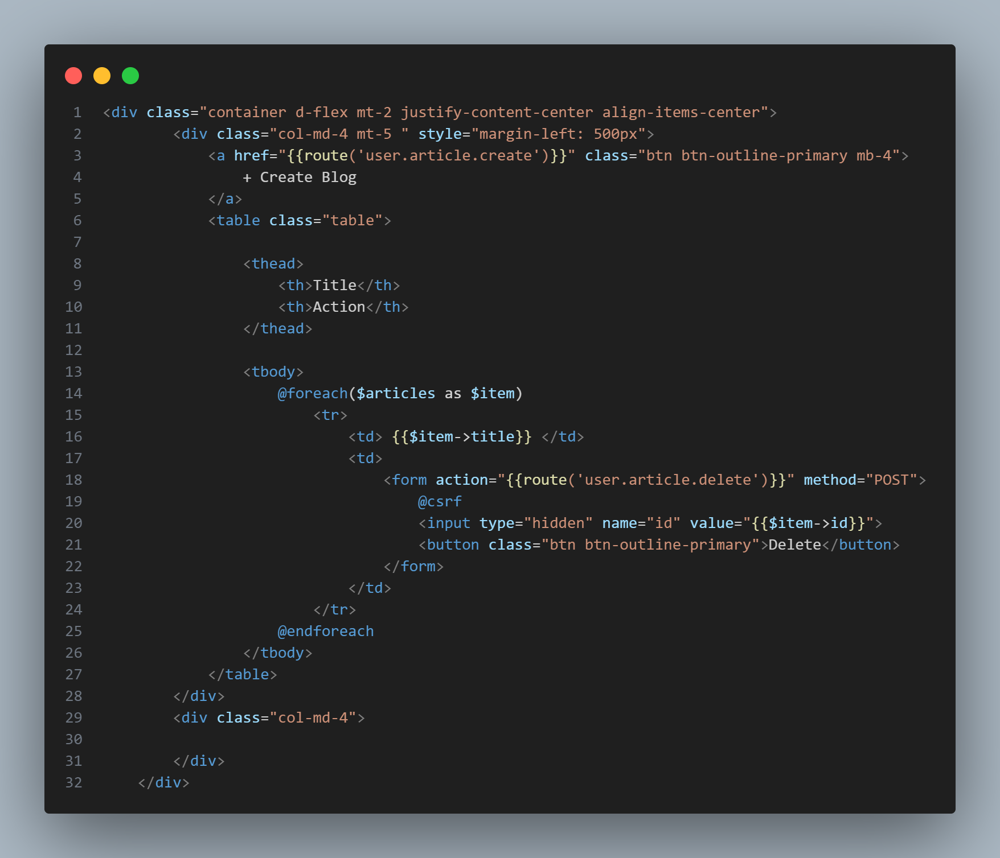 1 <div class="container d-flex mt-2 justify-content-center align-items-center">
2         <div class="col-md-4 mt-5 " style="margin-left: 500px">
3             <a href="{{route('user.article.create')}}" class="btn btn-outline-primary mb-4">
4                 + Create Blog
5             </a>
6             <table class="table">
7
8                 <thead>
9                     <th>Title</th>
10                     <th>Action</th>
11                 </thead>
12
13                 <tbody>
14                     @foreach($articles as $item)
15                         <tr>
16                             <td> {{$item->title}} </td>
17                             <td>
18                                 <form action="{{route('user.article.delete')}}" method="POST">
19                                     @csrf
20                                     <input type="hidden" name="id" value="{{$item->id}}">
21                                     <button class="btn btn-outline-primary">Delete</button>
22                                 </form>
23                             </td>
24                         </tr>
25                     @endforeach
26                 </tbody>
27             </table>
28         </div>
29         <div class="col-md-4">
30
31         </div>
32     </div>